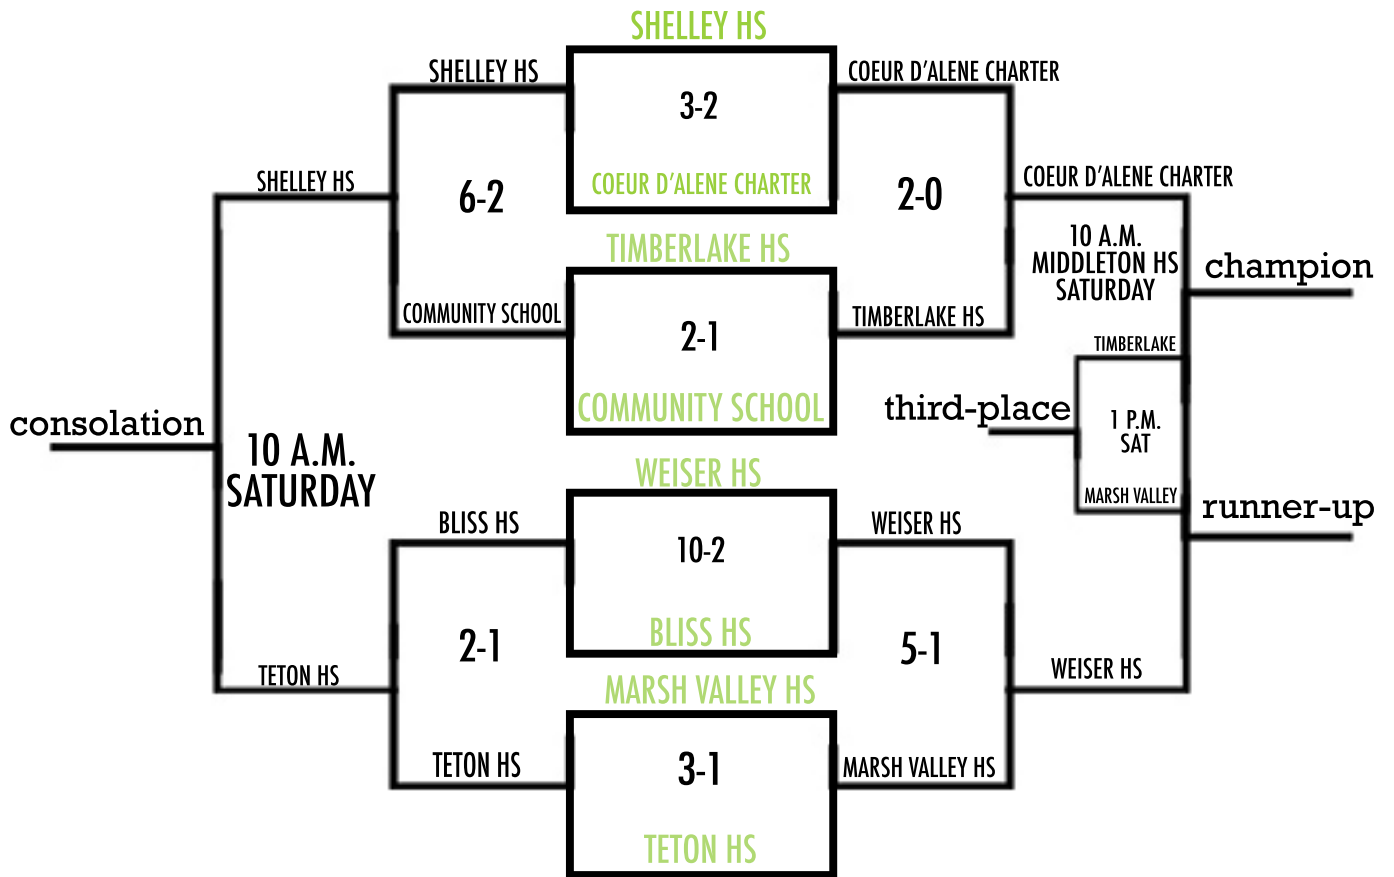 SHELLEY HS
SHELLEY HS
COEUR D'ALENE CHARTER
3-2
SHELLEY HS
6-2
COEUR D'ALENE CHARTER
2-0
COEUR D'ALENE CHARTER
TIMBERLAKE HS
10 A.M.
MIDDLETON HS
SATURDAY
champion
COMMUNITY SCHOOL
2-1
TIMBERLAKE HS
TIMBERLAKE
COMMUNITY SCHOOL
third-place
1 P.M.
SAT
consolation
10 A.M.
SATURDAY
WEISER HS
MARSH VALLEY
runner-up
BLISS HS
10-2
WEISER HS
BLISS HS
2-1
5-1
TETON HS
MARSH VALLEY HS
WEISER HS
TETON HS
3-1
MARSH VALLEY HS
TETON HS